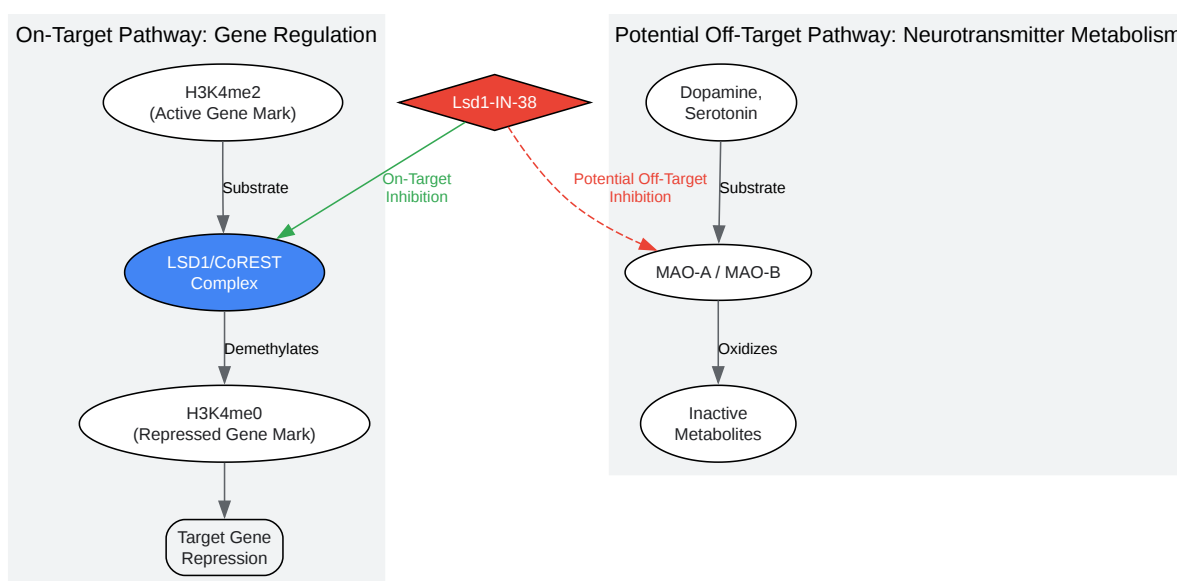 On-Target Pathway: Gene Regulation
Potential Off-Target Pathway: Neurotransmitter Metabolism
H3K4me2
(Active Gene Mark)
Lsd1-IN-38
Dopamine,
Serotonin
Substrate
On-Target
Inhibition
Potential Off-Target
Inhibition
Substrate
LSD1/CoREST
Complex
MAO-A / MAO-B
Demethylates
Oxidizes
H3K4me0
(Repressed Gene Mark)
Inactive
Metabolites
Target Gene
Repression